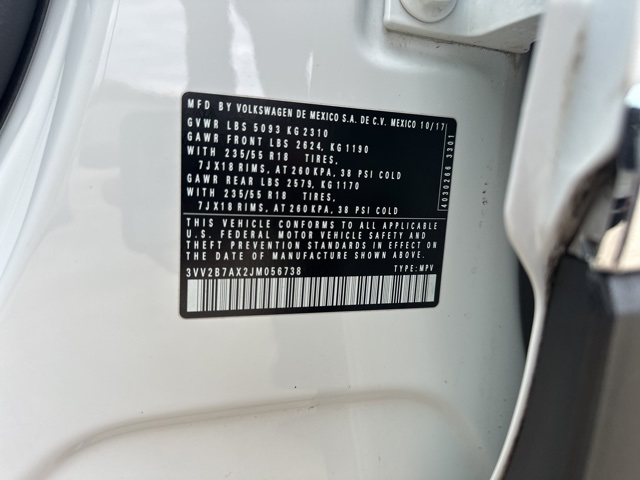 MFD BY VOLKSWAGEN DE MEXICO S.A. DE C.V. MEXICO 10/17
GVWR LBS 5093 KG 2310
GAWR FRONT LBS 2624, KG 1190
WITH 235/55 R18 TIRES,
7JX18 RIMS, AT 260 KPA, 38 PSI COLD
GAWR REAR LBS 2579, KG 1170
WITH 235/55 R18 TIRES,
7JX18 RIMS, AT 260 KPA, 38 PSI COLD
THIS VEHICLE CONFORMS TO ALL APPLICABLE
U.S. FEDERAL MOTOR VEHICLE SAFETY AND
THEFT PREVENTION STANDARDS IN EFFECT ON
THE DATE OF MANUFACTURE SHOWN ABOVE.
3VV2B7AX2JM056738 TYPE: MPV
4030266 3301